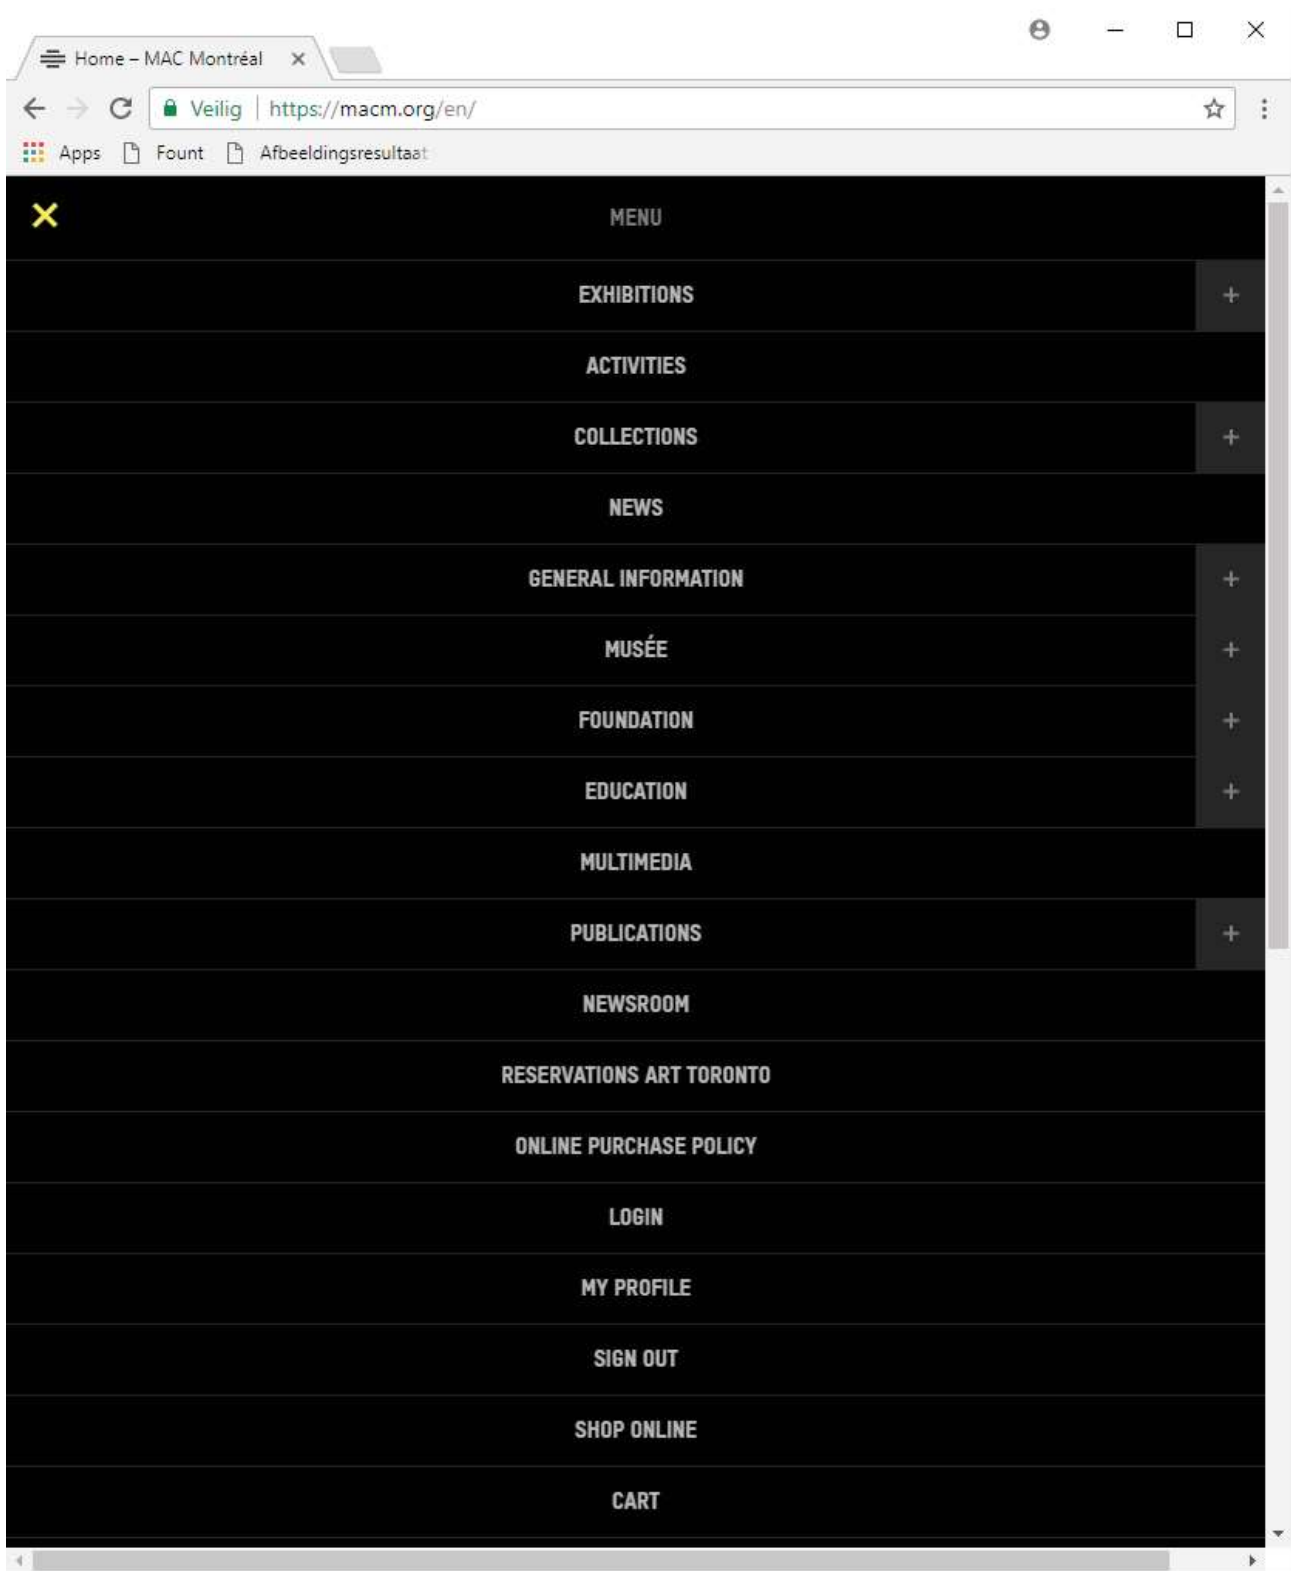 Home – MAC Montréal
Veilig https://macm.org/en/
Apps Fount Afbeeldingsresultaat
MENU
EXHIBITIONS +
ACTIVITIES
COLLECTIONS +
NEWS
GENERAL INFORMATION +
MUSÉE +
FOUNDATION +
EDUCATION +
MULTIMEDIA
PUBLICATIONS +
NEWSROOM
RESERVATIONS ART TORONTO
ONLINE PURCHASE POLICY
LOGIN
MY PROFILE
SIGN OUT
SHOP ONLINE
CART